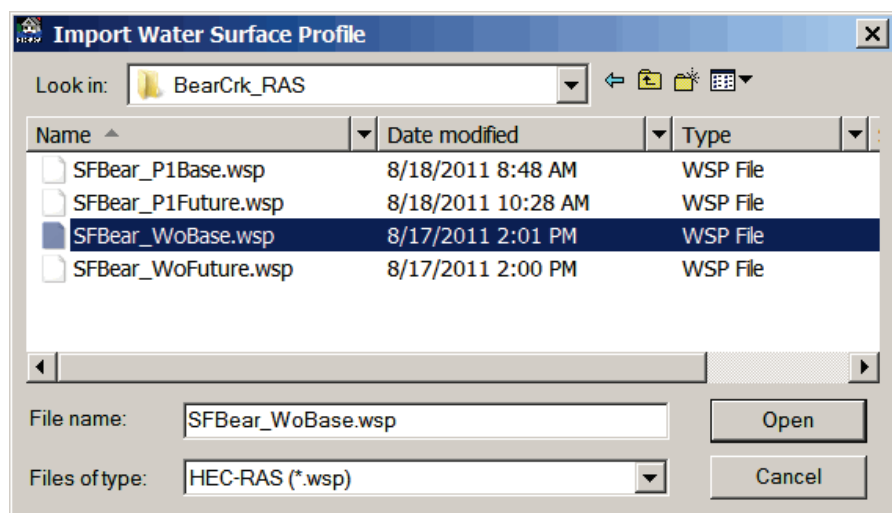 Import Water Surface Profile
Look in: BearCrk_RAS
Name Date modified Type
SFBear_P1Base.wsp 8/18/2011 8:48 AM WSP File
SFBear_P1Future.wsp 8/18/2011 10:28 AM WSP File
SFBear_WoBase.wsp 8/17/2011 2:01 PM WSP File
SFBear_WoFuture.wsp 8/17/2011 2:00 PM WSP File
File name: SFBear_WoBase.wsp Open
Files of type: HEC-RAS (*.wsp) Cancel